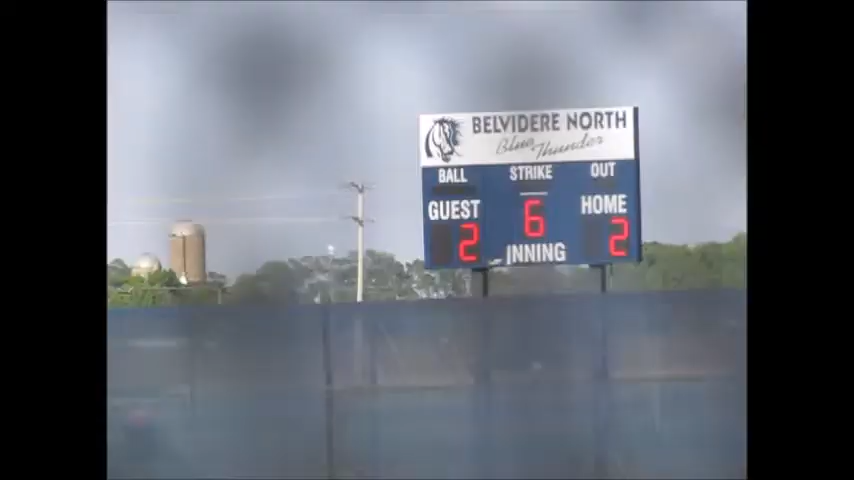 BELVIDERE NORTH
Blue Thunder
BALL STRIKE OUT
GUEST 6 HOME
2 INNING 2